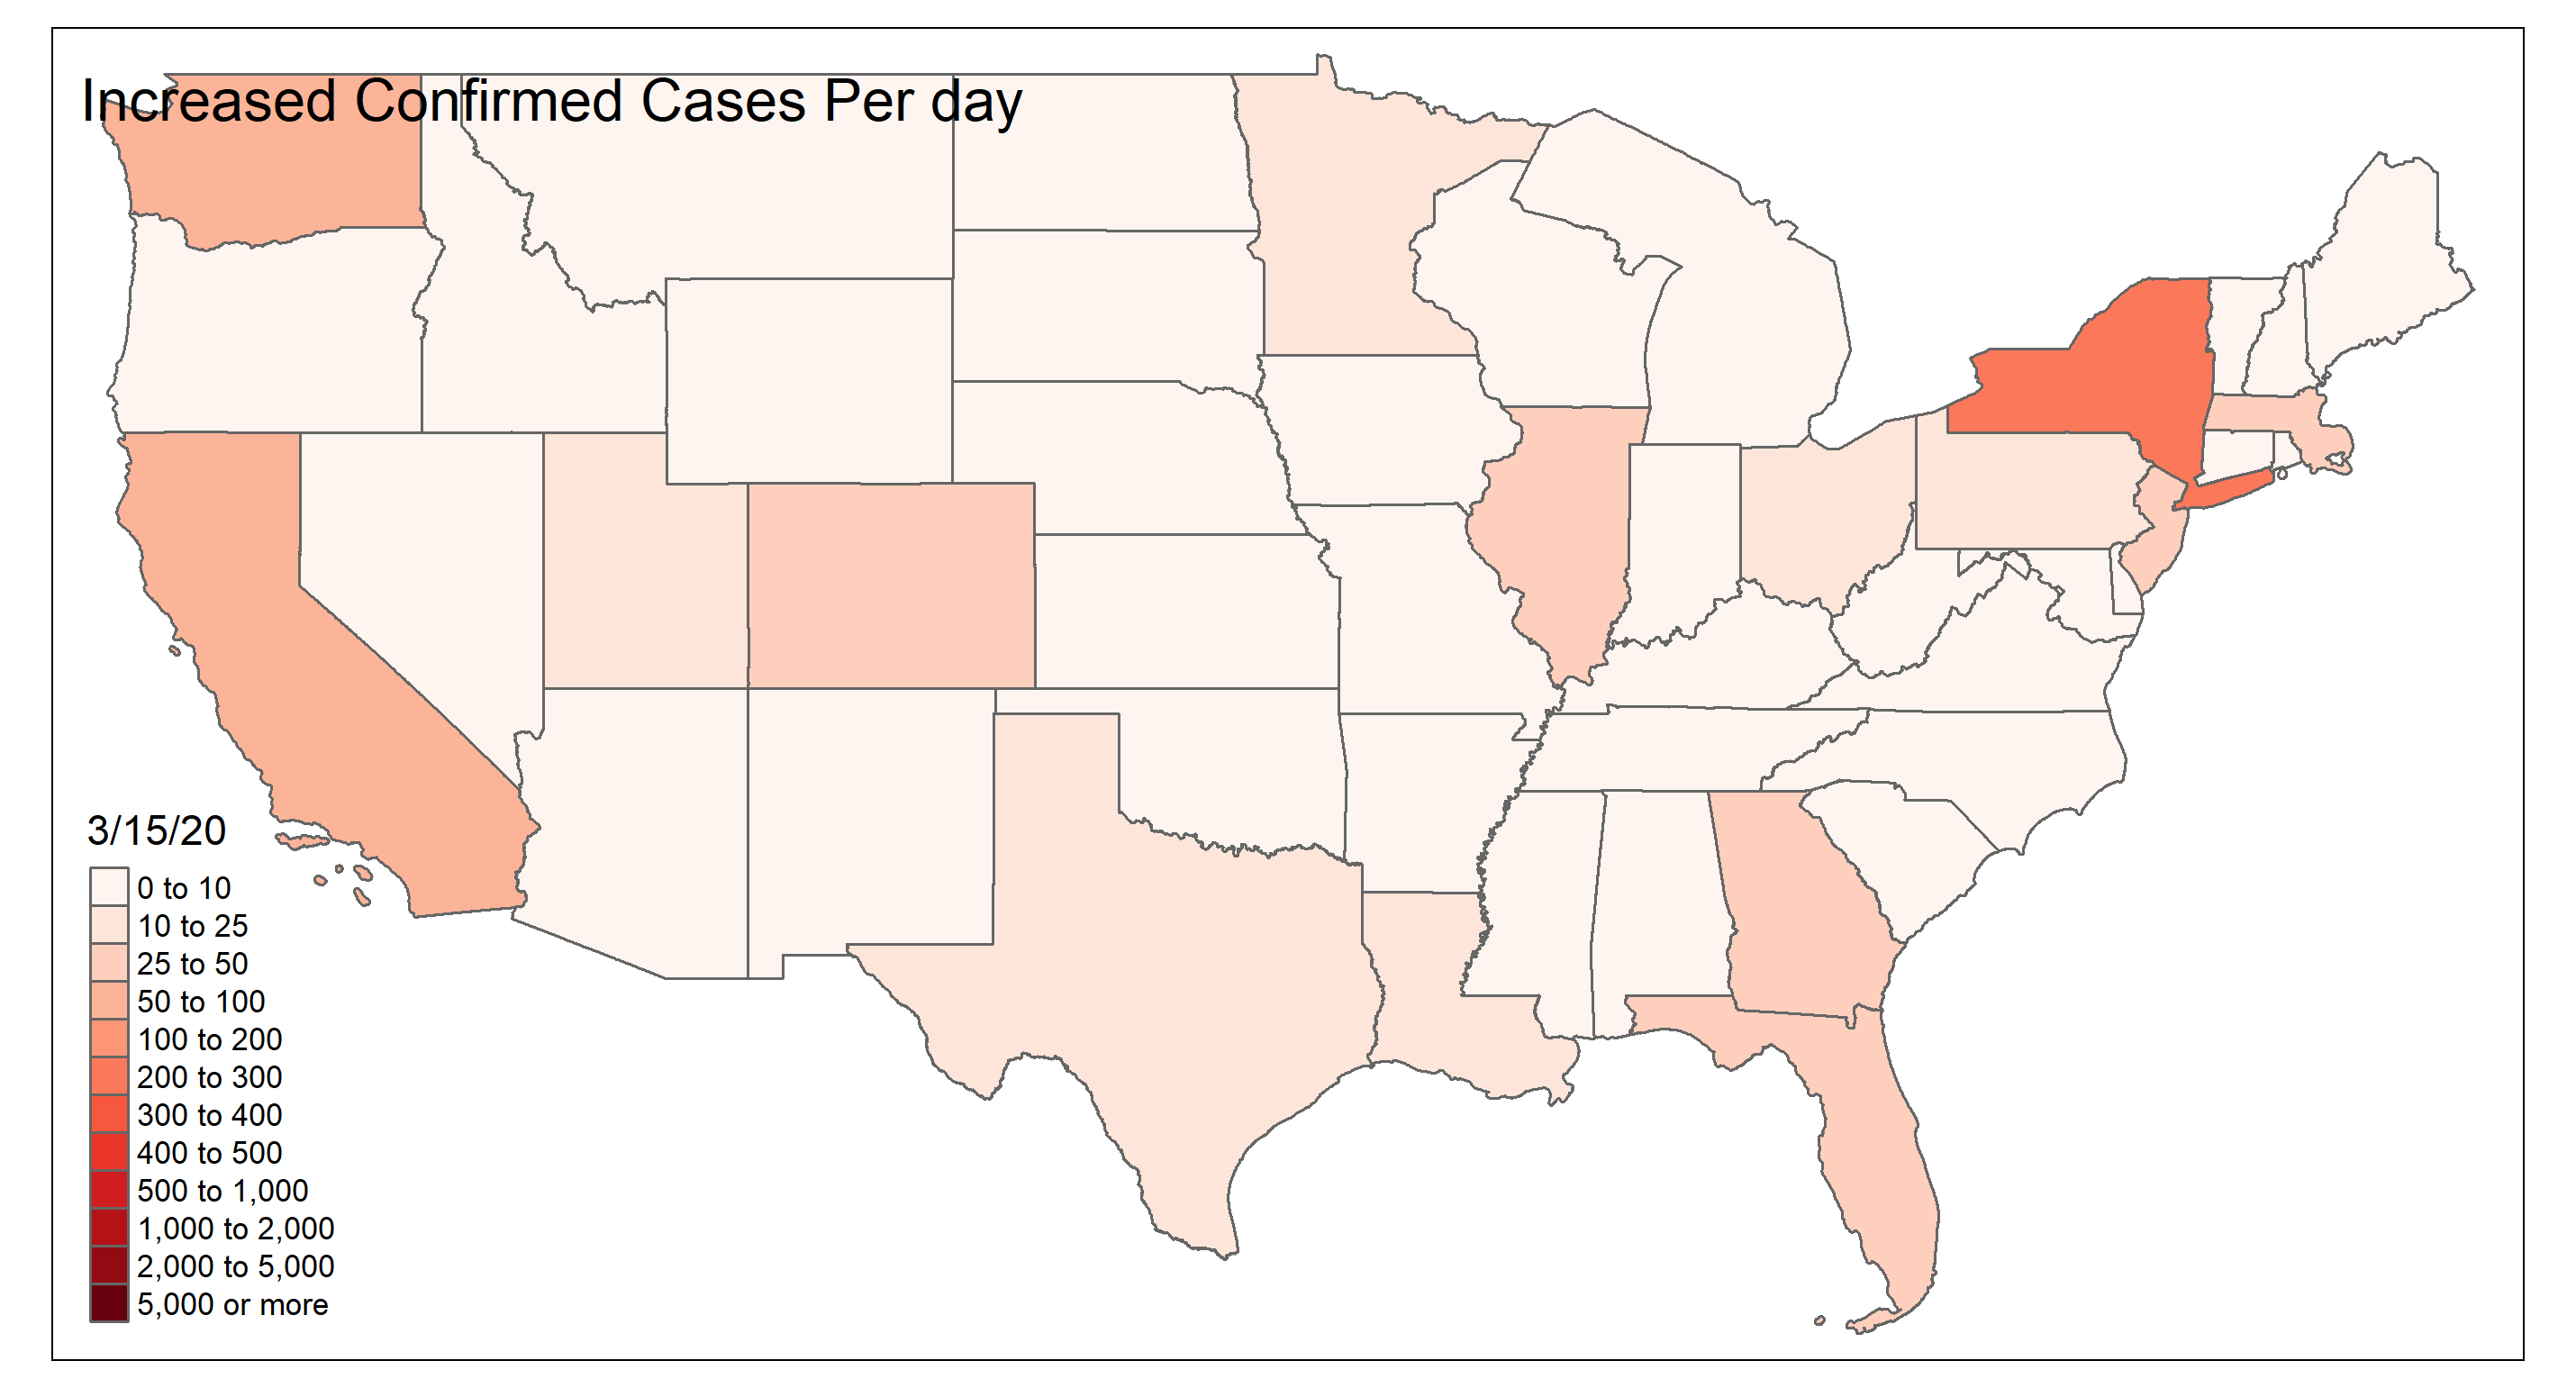 Increased Confirmed Cases Per day
3/15/20
0 to 10
10 to 25
25 to 50
50 to 100
100 to 200
200 to 300
300 to 400
400 to 500
500 to 1,000
1,000 to 2,000
2,000 to 5,000
5,000 or more